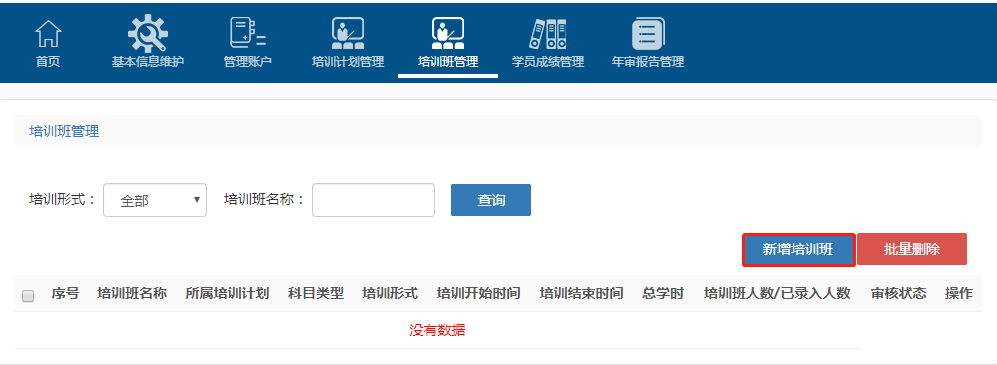 首页 基本信息维护 管理账户 培训计划管理 培训班管理 学员成绩管理 年审报告管理
培训班管理
培训形式： 全部 培训班名称： 查询
新增培训班 批量删除
序号 培训班名称 所属培训计划 科目类型 培训形式 培训开始时间 培训结束时间 总学时 培训班人数/已录入人数 审核状态 操作
没有数据